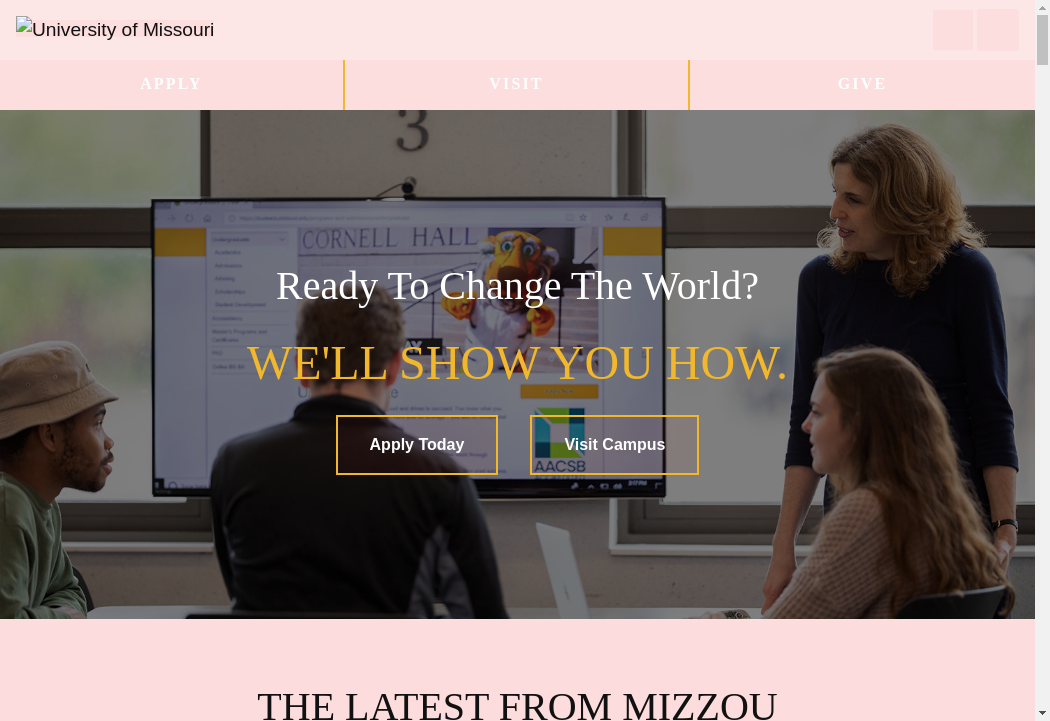 University of Missouri
APPLY
VISIT
GIVE
3
CORNELL HALL
Ready To Change The World?
WE'LL SHOW YOU HOW.
Apply Today
Visit Campus
AACSB
THE LATEST FROM MIZZOU